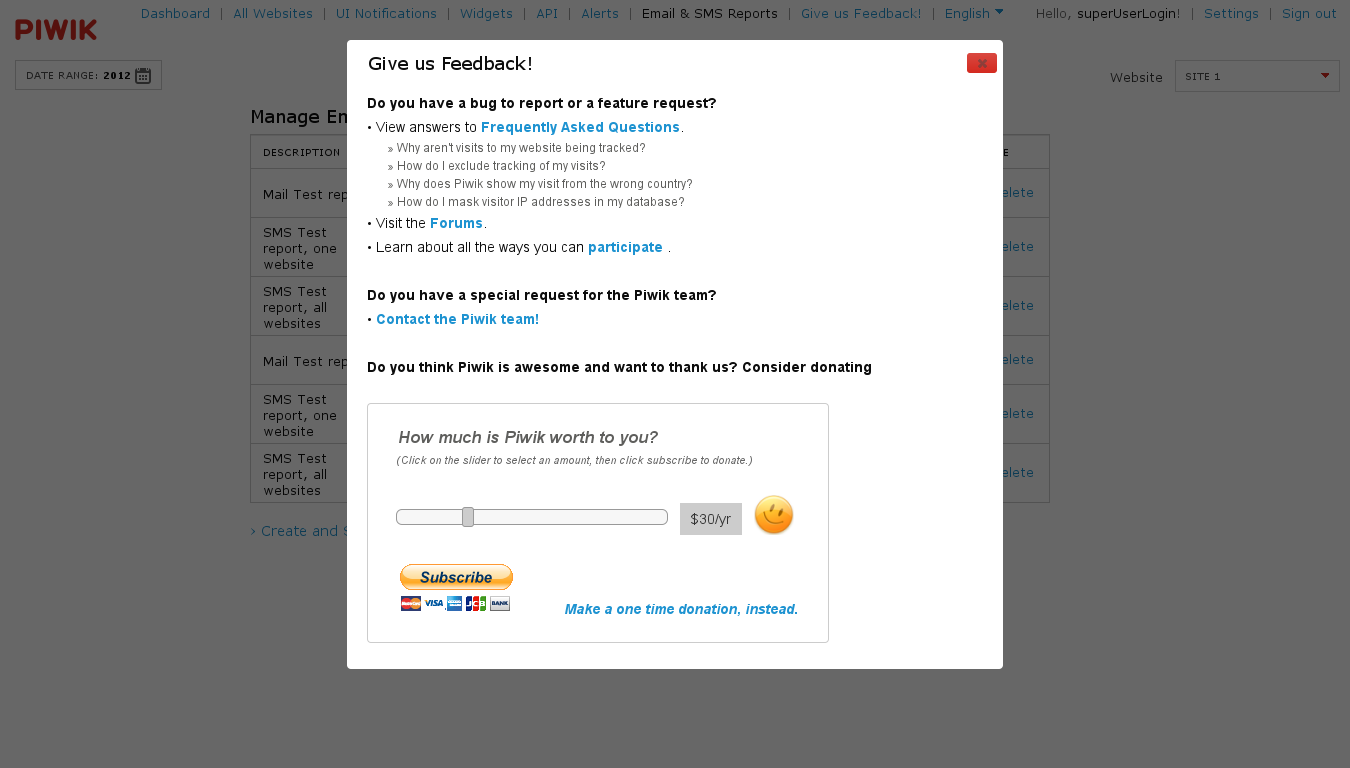 Dashboard | All Websites | UI Notifications | Widgets | API | Alerts | Email & SMS Reports | Give us Feedback! | English
Hello, superUserLogin! | Settings | Sign out
PIWIK
DATE RANGE: 2012
Website
SITE 1
Manage En
DESCRIPTION
Mail Test rep
elete
SMS Test
report, one
website
elete
SMS Test
report, all
websites
elete
Mail Test rep
elete
SMS Test
report, one
website
elete
SMS Test
report, all
websites
elete
› Create and S
Give us Feedback!
Do you have a bug to report or a feature request?
• View answers to Frequently Asked Questions.
» Why aren't visits to my website being tracked?
» How do I exclude tracking of my visits?
» Why does Piwik show my visit from the wrong country?
» How do I mask visitor IP addresses in my database?
• Visit the Forums.
• Learn about all the ways you can participate .
Do you have a special request for the Piwik team?
• Contact the Piwik team!
Do you think Piwik is awesome and want to thank us? Consider donating
How much is Piwik worth to you?
(Click on the slider to select an amount, then click subscribe to donate.)
$30/yr
Subscribe
VISA
JCB
BANK
Make a one time donation, instead.